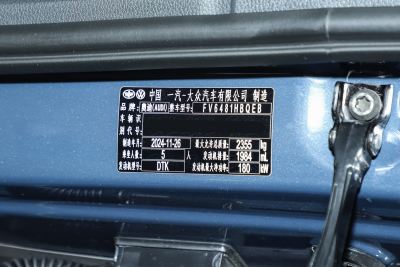 中国 一汽-大众汽车有限公司 制造
品牌 奥迪(AUDI) 整车型号 FV6481HBQEB
车辆识
别代号
制造年月 2024-11-26 最大允许总质量 2355 kg
乘坐人数 5 人 发动机排量 1984 mL
发动机型号 DTK 发动机最大净功率 180 kW